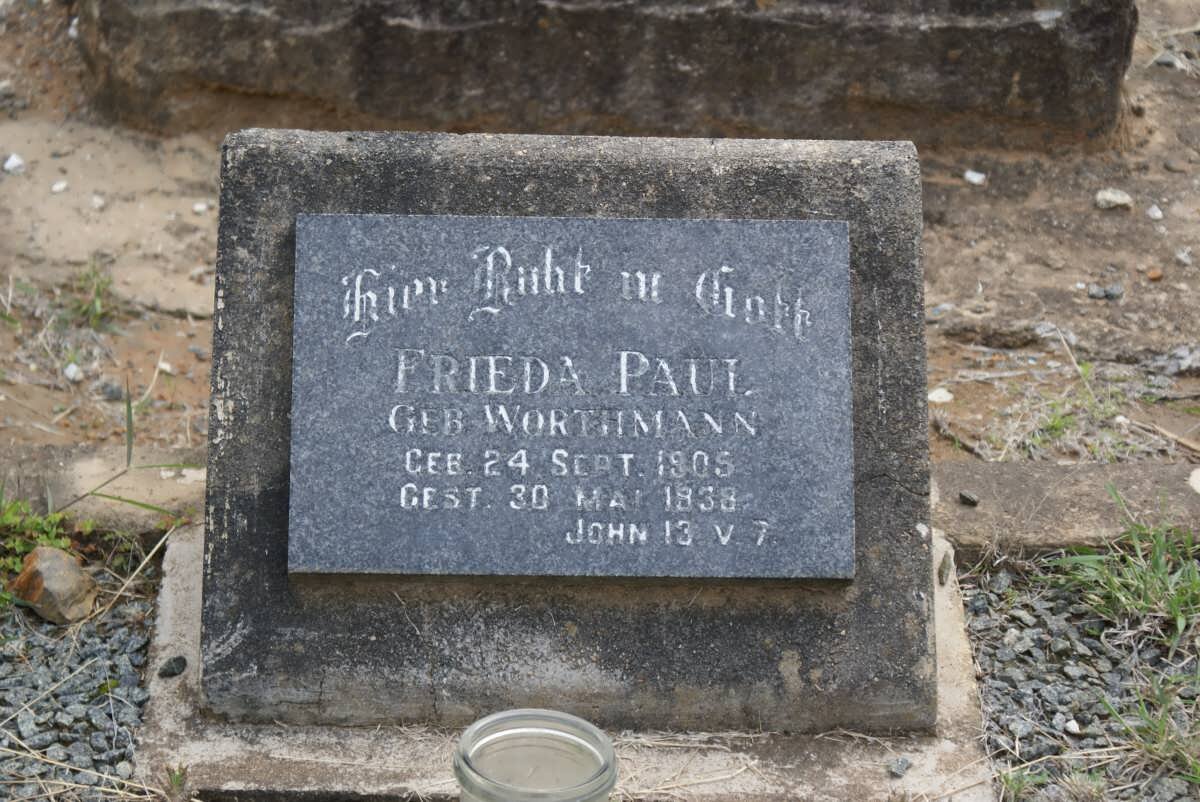 Hier Ruht in Gott
FRIEDA PAUL
GEB WORTHMANN
GEB. 24 SEPT. 1905
GEST. 30 MAI 1938
JOHN 13 V 7.